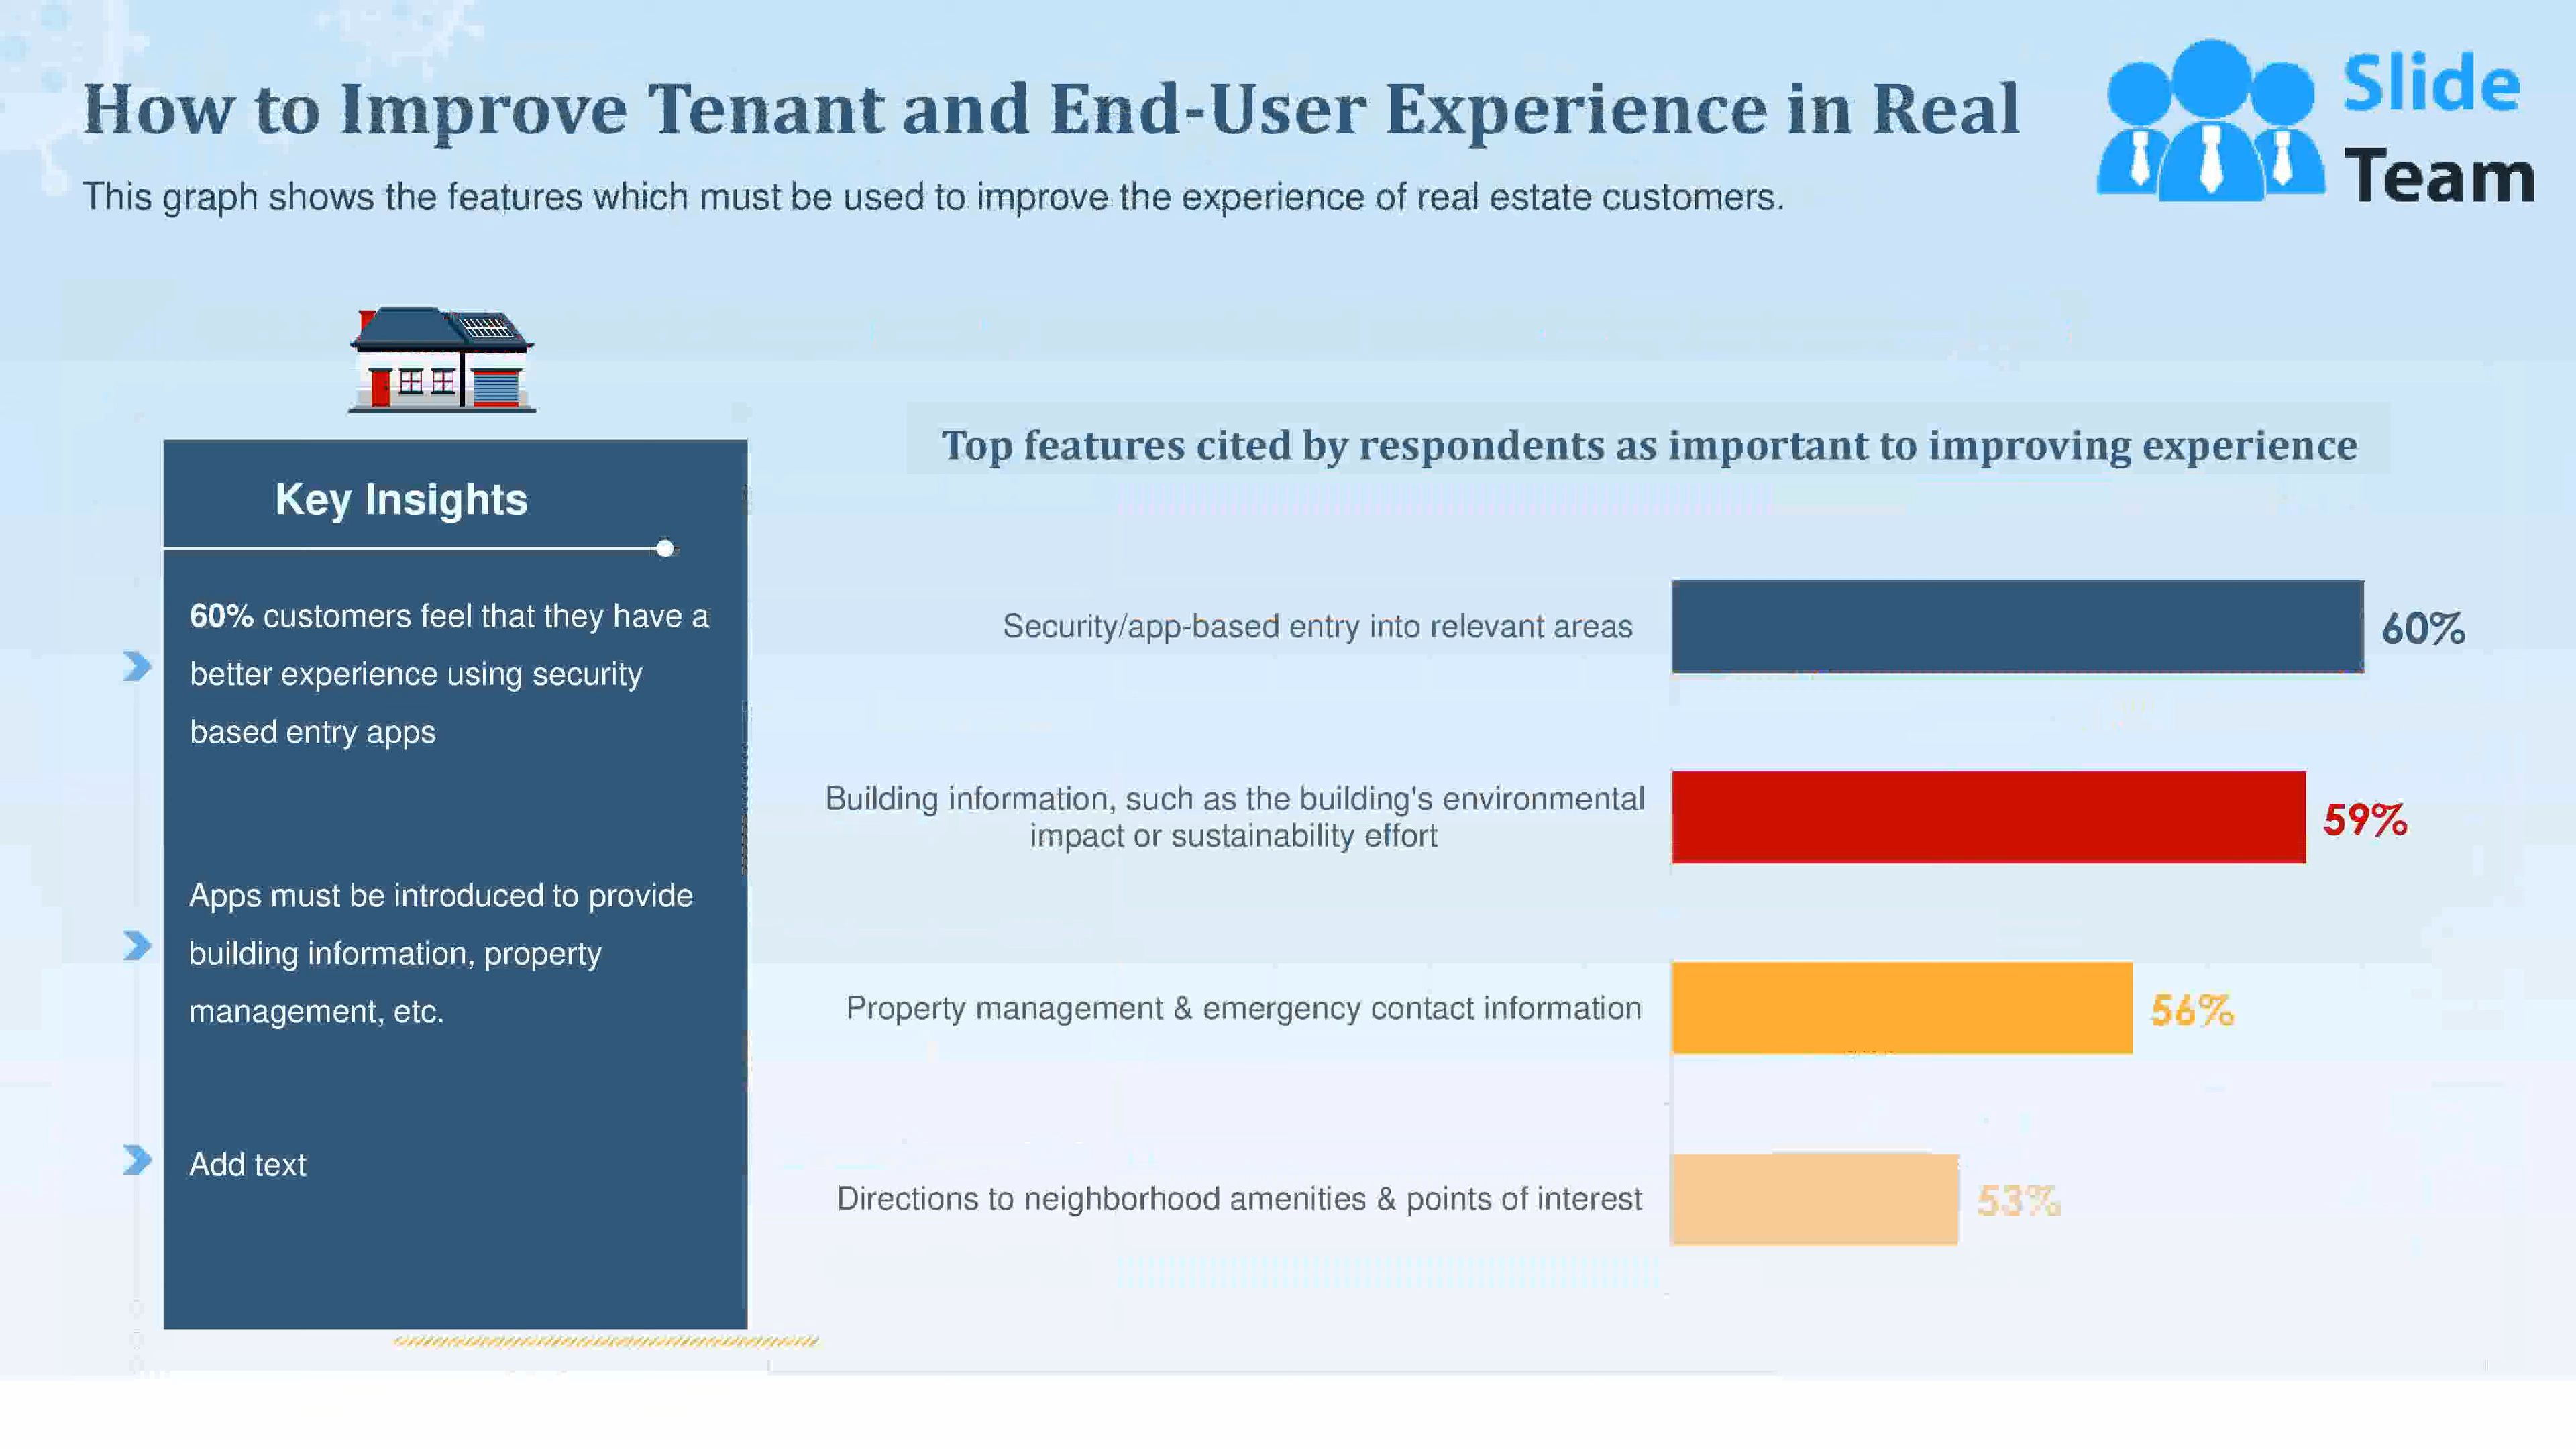 How to Improve Tenant and End-User Experience in Real
This graph shows the features which must be used to improve the experience of real estate customers.
Slide
Team
Key Insights
60% customers feel that they have a
better experience using security
based entry apps
Apps must be introduced to provide
building information, property
management, etc.
Add text
Top features cited by respondents as important to improving experience
Security/app-based entry into relevant areas
60%
Building information, such as the building's environmental
impact or sustainability effort
59%
Property management & emergency contact information
56%
Directions to neighborhood amenities & points of interest
53%